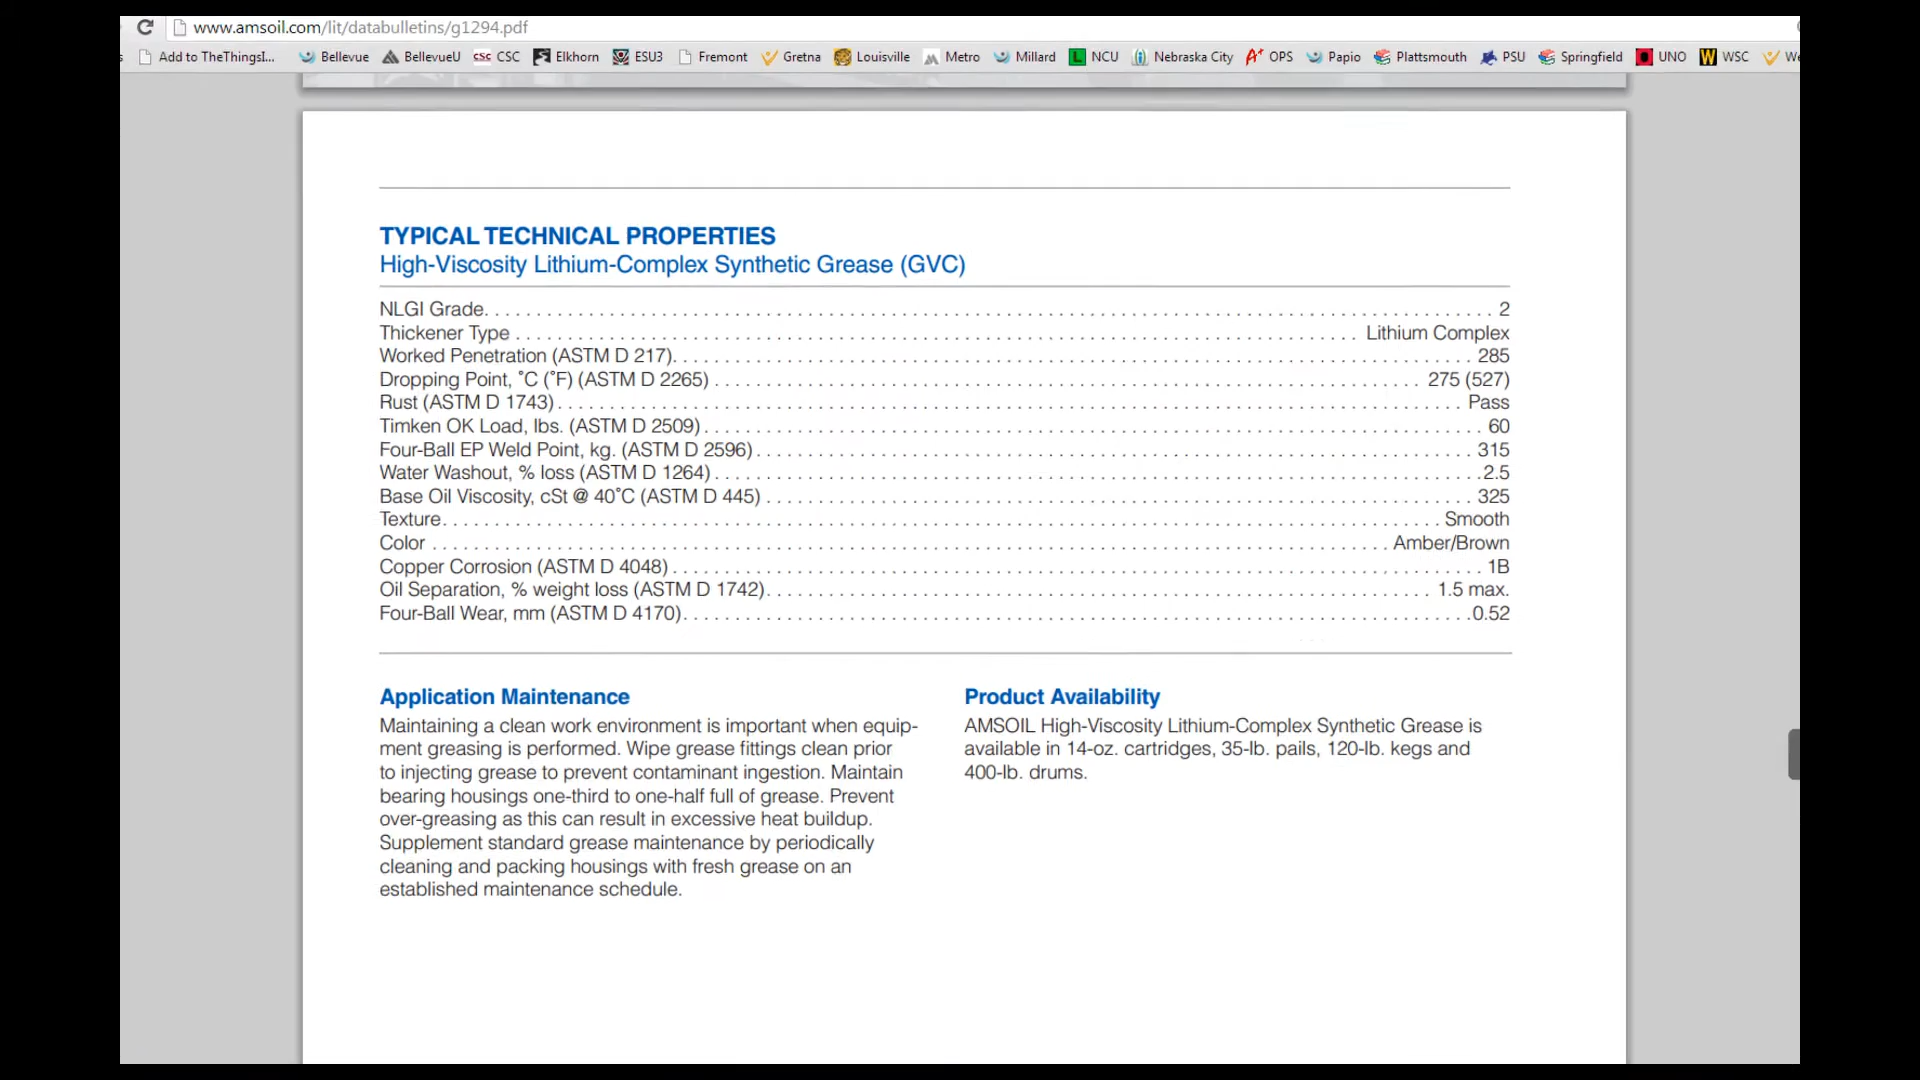 www.amsoil.com/lit/databulletins/g1294.pdf
s Add to TheThingsI... Bellevue BellevueU CSC CSC Elkhorn ESU3 Fremont Gretna Louisville Metro Millard L NCU Nebraska City A+ OPS Papio Plattsmouth PSU Springfield UNO W WSC We
TYPICAL TECHNICAL PROPERTIES
High-Viscosity Lithium-Complex Synthetic Grease (GVC)
NLGI Grade. . . . . . . . . . 2
Thickener Type . . . . . . . . . . Lithium Complex
Worked Penetration (ASTM D 217). . . . . . . . . . 285
Dropping Point, ˚C (˚F) (ASTM D 2265) . . . . . . . . . . 275 (527)
Rust (ASTM D 1743) . . . . . . . . . . Pass
Timken OK Load, lbs. (ASTM D 2509) . . . . . . . . . . 60
Four-Ball EP Weld Point, kg. (ASTM D 2596) . . . . . . . . . . 315
Water Washout, % loss (ASTM D 1264) . . . . . . . . . . 2.5
Base Oil Viscosity, cSt @ 40˚C (ASTM D 445) . . . . . . . . . . 325
Texture. . . . . . . . . . Smooth
Color . . . . . . . . . . Amber/Brown
Copper Corrosion (ASTM D 4048) . . . . . . . . . . 1B
Oil Separation, % weight loss (ASTM D 1742). . . . . . . . . . 1.5 max.
Four-Ball Wear, mm (ASTM D 4170). . . . . . . . . . 0.52
Application Maintenance
Maintaining a clean work environment is important when equip-
ment greasing is performed. Wipe grease fittings clean prior
to injecting grease to prevent contaminant ingestion. Maintain
bearing housings one-third to one-half full of grease. Prevent
over-greasing as this can result in excessive heat buildup.
Supplement standard grease maintenance by periodically
cleaning and packing housings with fresh grease on an
established maintenance schedule.
Product Availability
AMSOIL High-Viscosity Lithium-Complex Synthetic Grease is
available in 14-oz. cartridges, 35-lb. pails, 120-lb. kegs and
400-lb. drums.